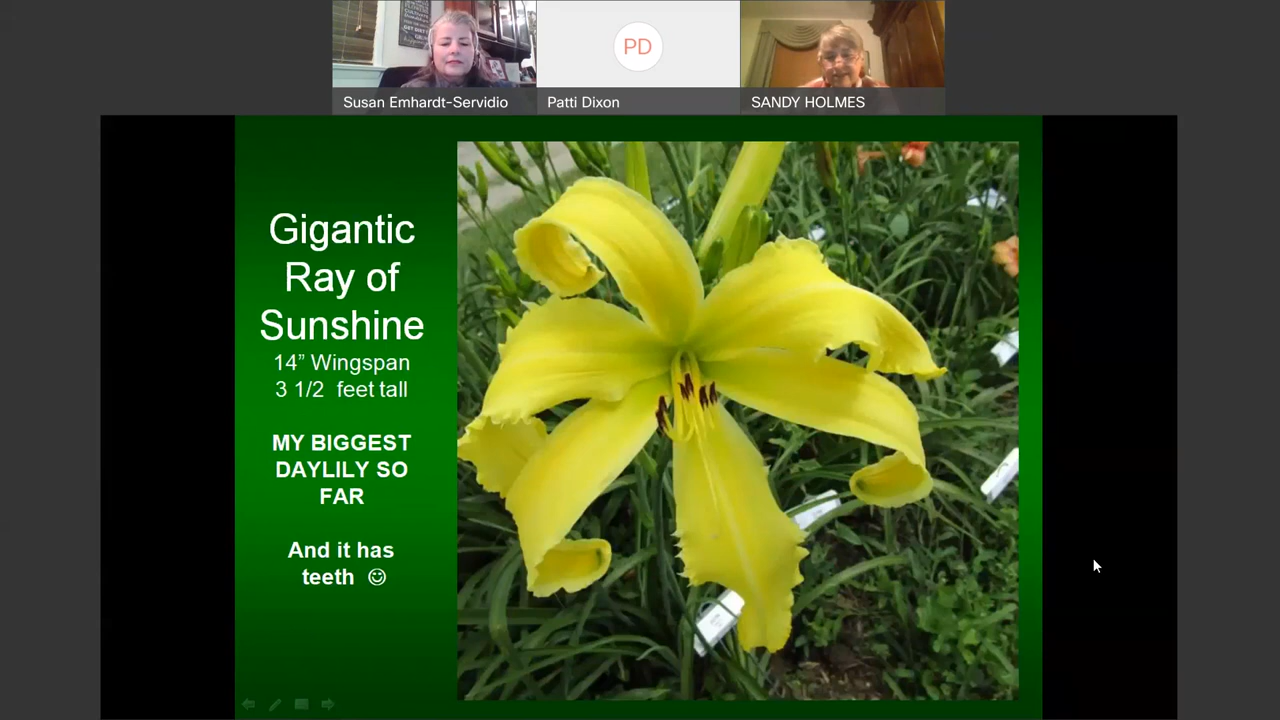 Susan Emhardt-Servidio
PD
Patti Dixon
SANDY HOLMES
Gigantic
Ray of
Sunshine
14” Wingspan
3 1/2 feet tall
MY BIGGEST
DAYLILY SO
FAR
And it has
teeth ☺